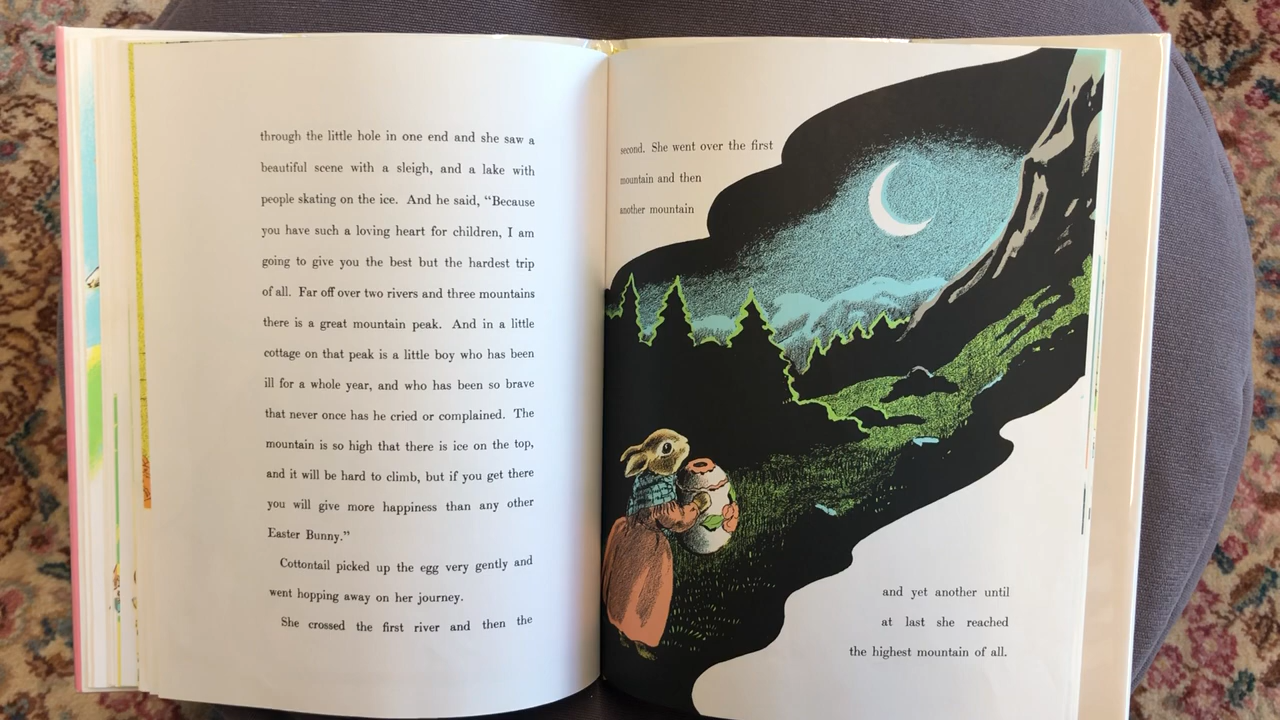 through the little hole in one end and she saw a
beautiful scene with a sleigh, and a lake with
people skating on the ice. And he said, “Because
you have such a loving heart for children, I am
going to give you the best but the hardest trip
of all. Far off over two rivers and three mountains
there is a great mountain peak. And in a little
cottage on that peak is a little boy who has been
ill for a whole year, and who has been so brave
that never once has he cried or complained. The
mountain is so high that there is ice on the top,
and it will be hard to climb, but if you get there
you will give more happiness than any other
Easter Bunny.”
Cottontail picked up the egg very gently and
went hopping away on her journey.
She crossed the first river and then the
second. She went over the first
mountain and then
another mountain
and yet another until
at last she reached
the highest mountain of all.